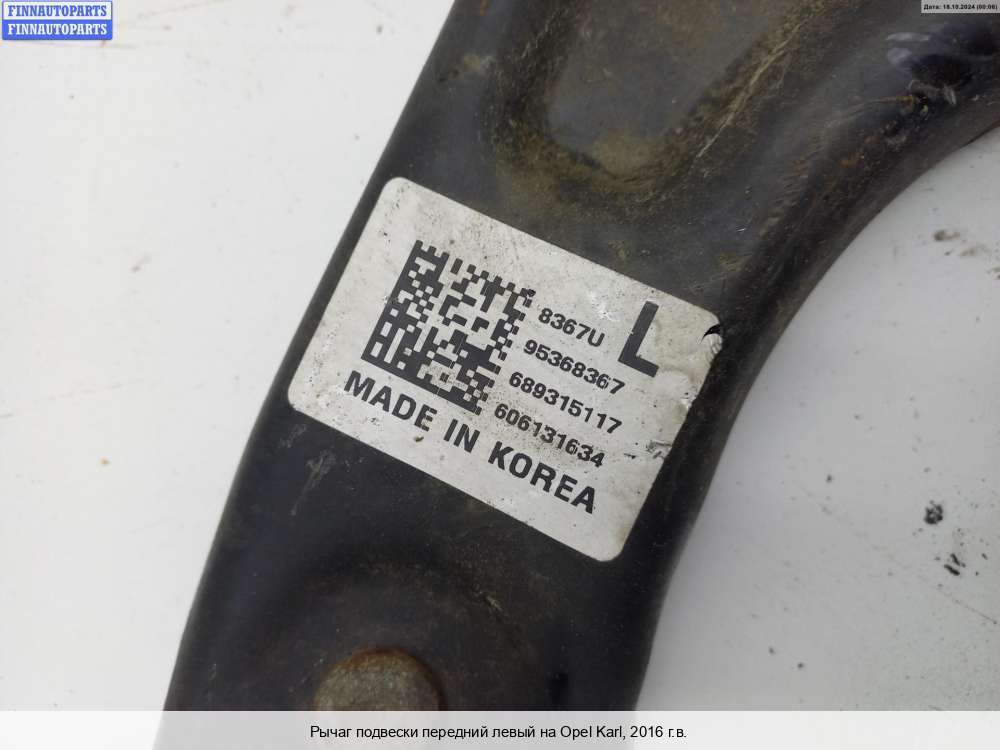 FINNAUTOPARTS
FINNAUTOPARTS
Дата: 18.10.2024 (00:06)
8367U
L
95368367
689315117
606131634
MADE IN KOREA
Рычаг подвески передний левый на Opel Karl, 2016 г.в.